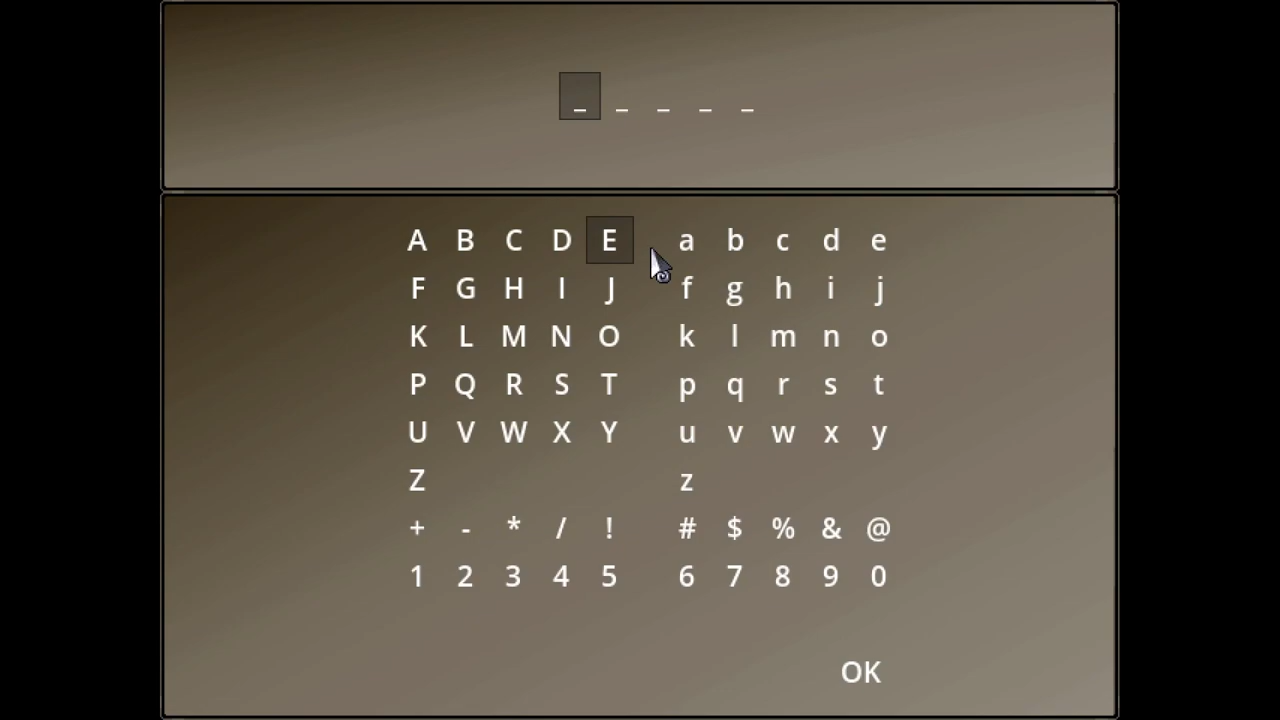 _ _ _ _ _
A B C D E a b c d e
F G H I J f g h i j
K L M N O k l m n o
P Q R S T p q r s t
U V W X Y u v w x y
Z z
+ - * / ! # $ % & @
1 2 3 4 5 6 7 8 9 0
OK